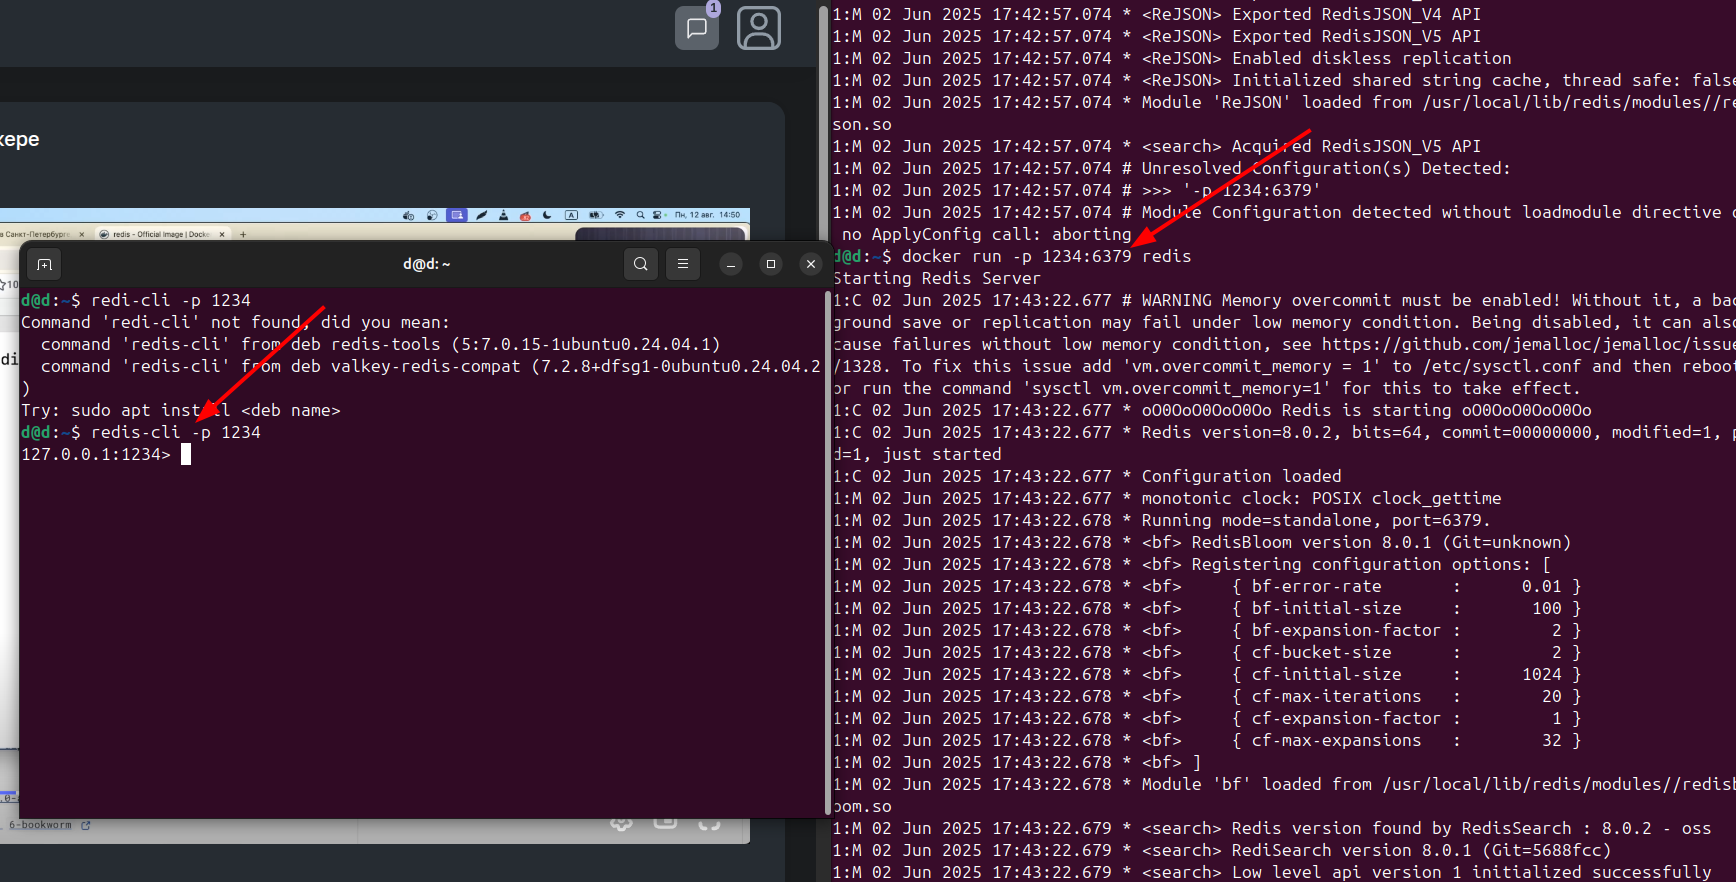 1
кере
Пн, 12 авг. 14:50
в Санкт-Петербурге
redis - Official Image | Docke
d@d: ~
d@d:~$ redi-cli -p 1234
Command 'redi-cli' not found, did you mean:
command 'redis-cli' from deb redis-tools (5:7.0.15-1ubuntu0.24.04.1)
command 'redis-cli' from deb valkey-redis-compat (7.2.8+dfsg1-0ubuntu0.24.04.2
)
Try: sudo apt install <deb name>
d@d:~$ redis-cli -p 1234
127.0.0.1:1234>
di
6-bookworm
1:M 02 Jun 2025 17:42:57.074 * <ReJSON> Exported RedisJSON_V4 API
1:M 02 Jun 2025 17:42:57.074 * <ReJSON> Exported RedisJSON_V5 API
1:M 02 Jun 2025 17:42:57.074 * <ReJSON> Enabled diskless replication
1:M 02 Jun 2025 17:42:57.074 * <ReJSON> Initialized shared string cache, thread safe: false
1:M 02 Jun 2025 17:42:57.074 * Module 'ReJSON' loaded from /usr/local/lib/redis/modules//re
son.so
1:M 02 Jun 2025 17:42:57.074 * <search> Acquired RedisJSON_V5 API
1:M 02 Jun 2025 17:42:57.074 # Unresolved Configuration(s) Detected:
1:M 02 Jun 2025 17:42:57.074 # >>> '-p 1234:6379'
1:M 02 Jun 2025 17:42:57.074 # Module Configuration detected without loadmodule directive o
no ApplyConfig call: aborting
d@d:~$ docker run -p 1234:6379 redis
Starting Redis Server
1:C 02 Jun 2025 17:43:22.677 # WARNING Memory overcommit must be enabled! Without it, a bac
ground save or replication may fail under low memory condition. Being disabled, it can also
cause failures without low memory condition, see https://github.com/jemalloc/jemalloc/issue
/1328. To fix this issue add 'vm.overcommit_memory = 1' to /etc/sysctl.conf and then reboot
or run the command 'sysctl vm.overcommit_memory=1' for this to take effect.
1:C 02 Jun 2025 17:43:22.677 * oO0OoO0OoO0Oo Redis is starting oO0OoO0OoO0Oo
1:C 02 Jun 2025 17:43:22.677 * Redis version=8.0.2, bits=64, commit=00000000, modified=1, p
d=1, just started
1:C 02 Jun 2025 17:43:22.677 * Configuration loaded
1:M 02 Jun 2025 17:43:22.677 * monotonic clock: POSIX clock_gettime
1:M 02 Jun 2025 17:43:22.678 * Running mode=standalone, port=6379.
1:M 02 Jun 2025 17:43:22.678 * <bf> RedisBloom version 8.0.1 (Git=unknown)
1:M 02 Jun 2025 17:43:22.678 * <bf> Registering configuration options: [
1:M 02 Jun 2025 17:43:22.678 * <bf> { bf-error-rate : 0.01 }
1:M 02 Jun 2025 17:43:22.678 * <bf> { bf-initial-size : 100 }
1:M 02 Jun 2025 17:43:22.678 * <bf> { bf-expansion-factor : 2 }
1:M 02 Jun 2025 17:43:22.678 * <bf> { cf-bucket-size : 2 }
1:M 02 Jun 2025 17:43:22.678 * <bf> { cf-initial-size : 1024 }
1:M 02 Jun 2025 17:43:22.678 * <bf> { cf-max-iterations : 20 }
1:M 02 Jun 2025 17:43:22.678 * <bf> { cf-expansion-factor : 1 }
1:M 02 Jun 2025 17:43:22.678 * <bf> { cf-max-expansions : 32 }
1:M 02 Jun 2025 17:43:22.678 * <bf> ]
1:M 02 Jun 2025 17:43:22.678 * Module 'bf' loaded from /usr/local/lib/redis/modules//redisb
oom.so
1:M 02 Jun 2025 17:43:22.679 * <search> Redis version found by RedisSearch : 8.0.2 - oss
1:M 02 Jun 2025 17:43:22.679 * <search> RediSearch version 8.0.1 (Git=5688fcc)
1:M 02 Jun 2025 17:43:22.679 * <search> Low level api version 1 initialized successfully